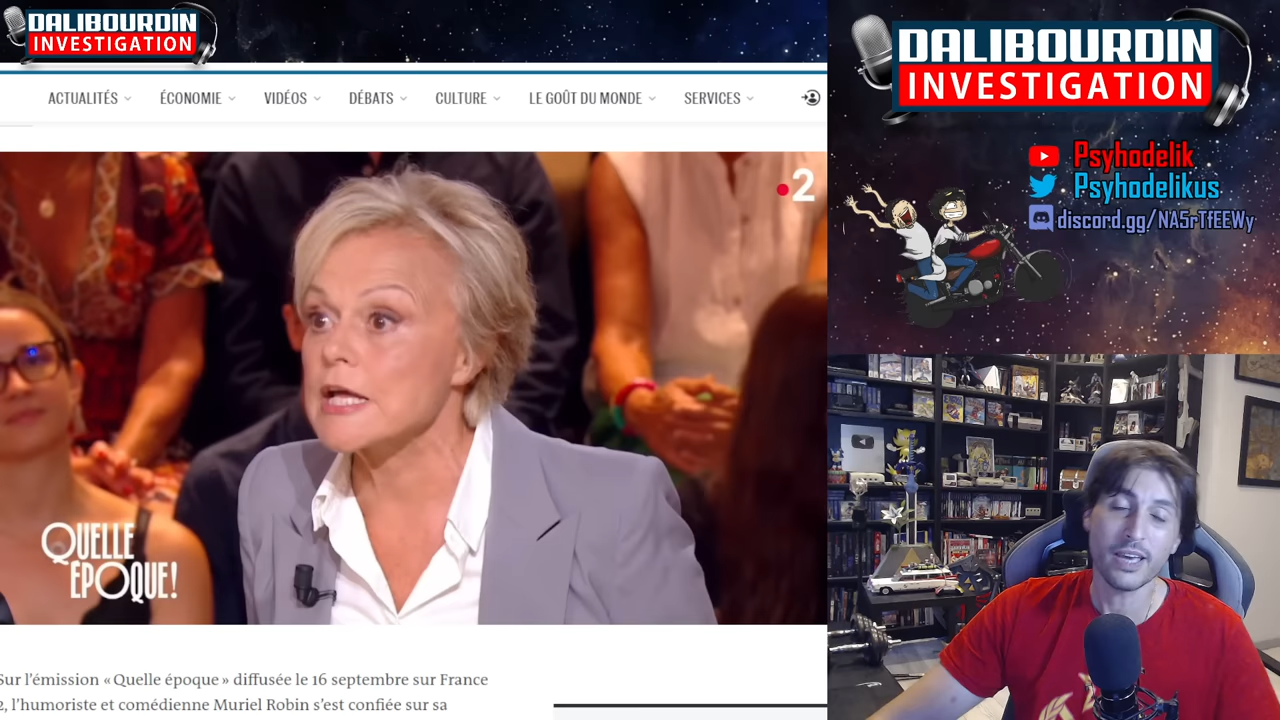 DALIBOURDIN
INVESTIGATION
ACTUALITÉS ÉCONOMIE VIDÉOS DÉBATS CULTURE LE GOÛT DU MONDE SERVICES
2
QUELLE
ÉPOQUE!
Sur l’émission « Quelle époque » diffusée le 16 septembre sur France
2, l’humoriste et comédienne Muriel Robin s’est confiée sur sa
DALIBOURDIN
INVESTIGATION
Psyhodelik
Psyhodelikus
discord.gg/NA5rTfEEWy